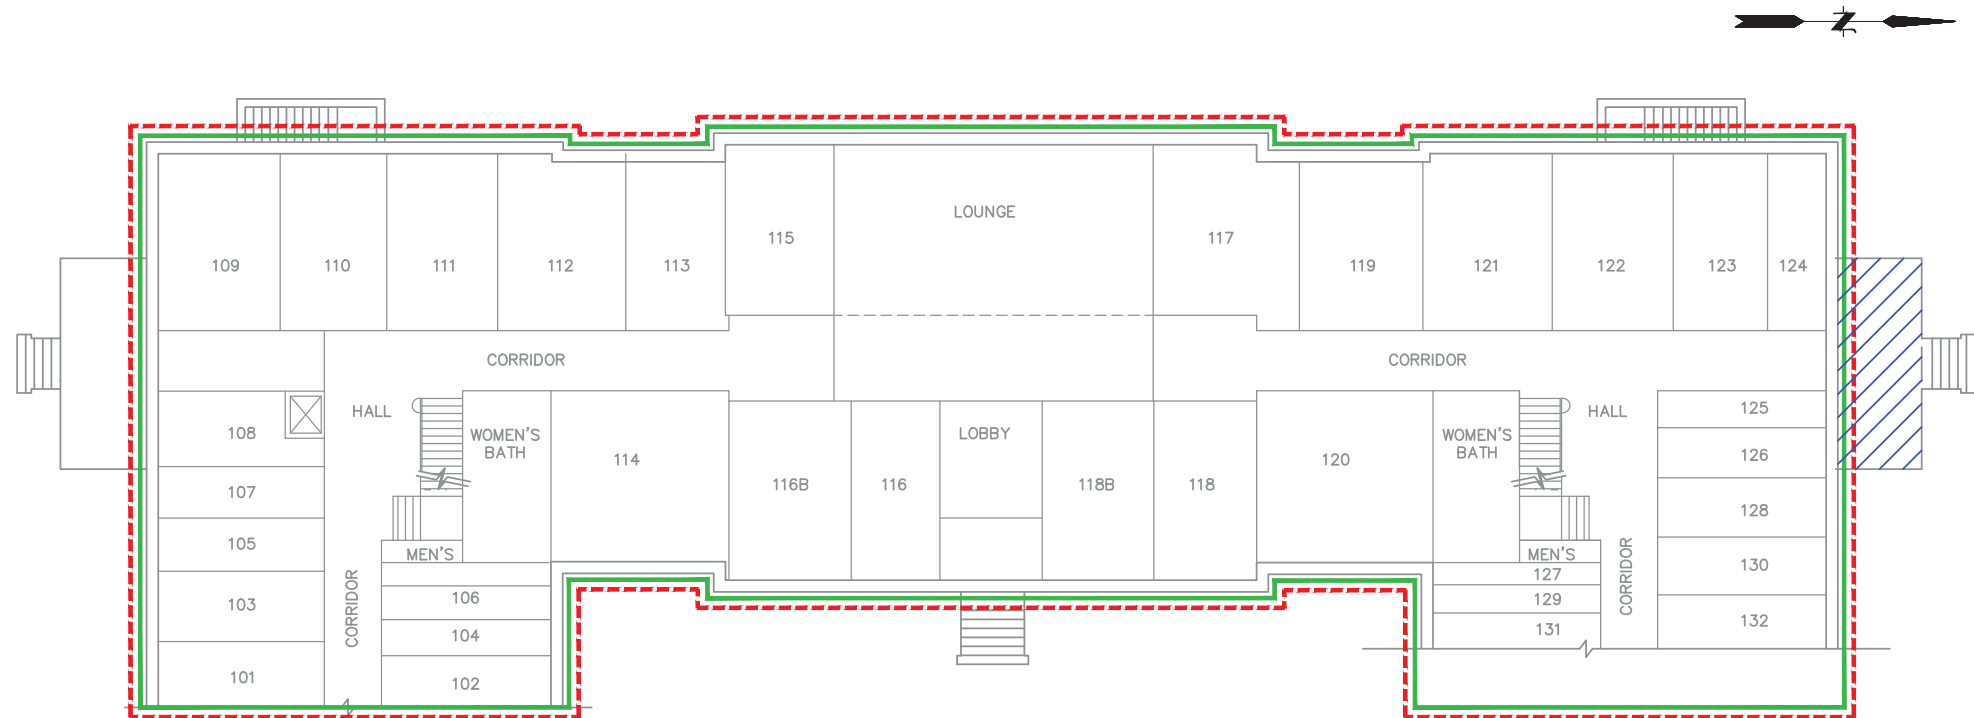 N
LOUNGE
115
117
109
110
111
112
113
119
121
122
123
124
CORRIDOR
CORRIDOR
HALL
HALL
125
108
WOMEN'S
BATH
LOBBY
WOMEN'S
BATH
114
120
126
116B
116
118B
118
107
128
105
MEN'S
MEN'S
130
127
103
CORRIDOR
106
129
CORRIDOR
104
131
132
101
102